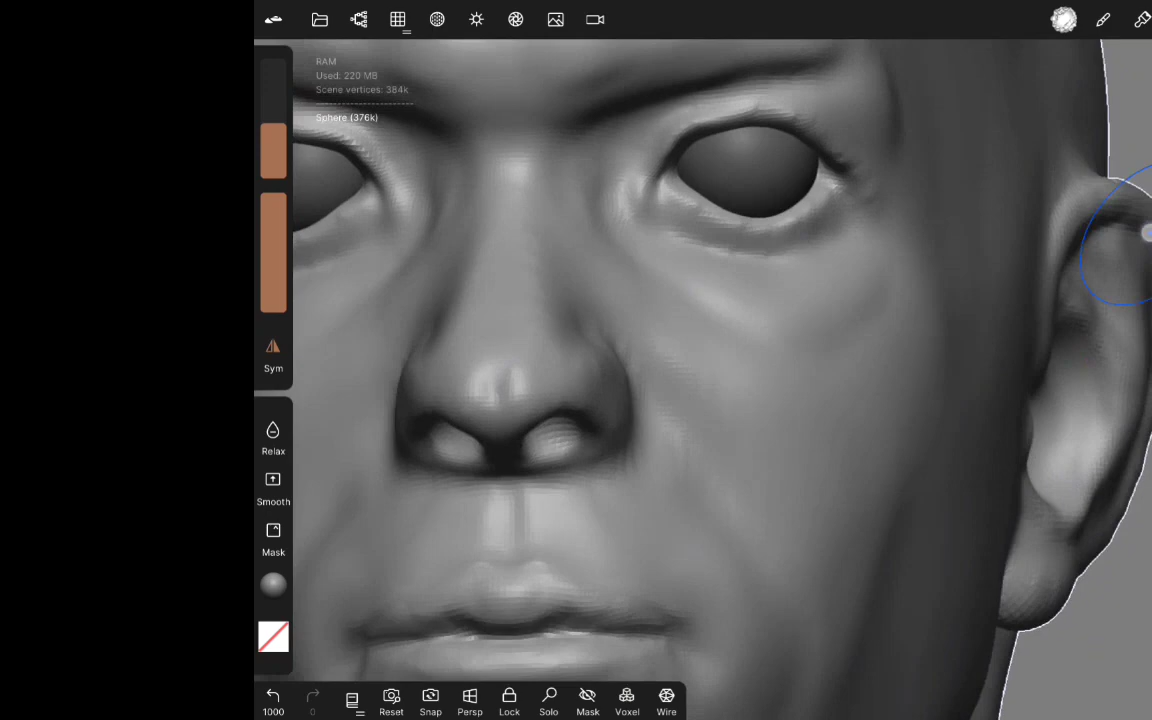 RAM
Used: 220 MB
Scene vertices: 384k
--------------------
Sphere (376k)
Sym
Relax
Smooth
Mask
1000
0
Reset
Snap
Persp
Lock
Solo
Mask
Voxel
Wire